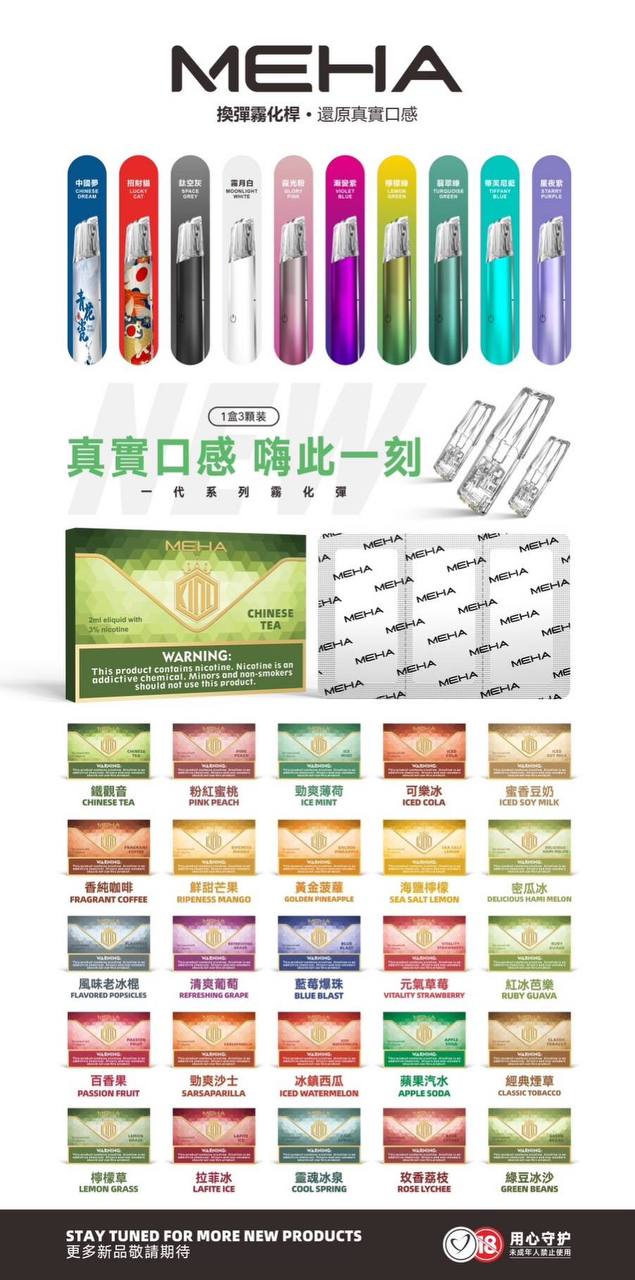 MEHA
換彈霧化桿・還原真實口感
中國夢
CHINESE
DREAM
招財貓
LUCKY
CAT
鈦空灰
SPACE
GREY
霧月白
MOONLIGHT
WHITE
GLORY
PINK
漸變紫
VIOLET
BLUE
檸檬綠
LEMON
GREEN
翡翠綠
TURQUOISE
GREEN
蒂芙尼藍
TIFFANY
BLUE
星夜紫
STARRY
PURPLE
青花瓷
NEW
1盒3顆裝
真實口感 嗨此一刻
一代系列霧化彈
MEHA
KING
2ml eliquid with
3% nicotine
CHINESE
TEA
WARNING:
This product contains nicotine. Nicotine is an
addictive chemical. Minors and non-smokers
should not use this product.
MEHA
鐵觀音
CHINESE TEA
粉紅蜜桃
PINK PEACH
勁爽薄荷
ICE MINT
可樂冰
ICED COLA
蜜香豆奶
ICED SOY MILK
香純咖啡
FRAGRANT COFFEE
鮮甜芒果
RIPENESS MANGO
黃金菠蘿
GOLDEN PINEAPPLE
海鹽檸檬
SEA SALT LEMON
密瓜冰
DELICIOUS HAMI MELON
風味老冰棍
FLAVORED POPSICLES
清爽葡萄
REFRESHING GRAPE
藍莓爆珠
BLUE BLAST
元氣草莓
VITALITY STRAWBERRY
紅冰芭樂
RUBY GUAVA
百香果
PASSION FRUIT
勁爽沙士
SARSAPARILLA
冰鎮西瓜
ICED WATERMELON
蘋果汽水
APPLE SODA
經典煙草
CLASSIC TOBACCO
檸檬草
LEMON GRASS
拉菲冰
LAFITE ICE
靈魂冰泉
COOL SPRING
玫香荔枝
ROSE LYCHEE
綠豆冰沙
GREEN BEANS
STAY TUNED FOR MORE NEW PRODUCTS
更多新品敬請期待
18
用心守护
未成年人禁止使用